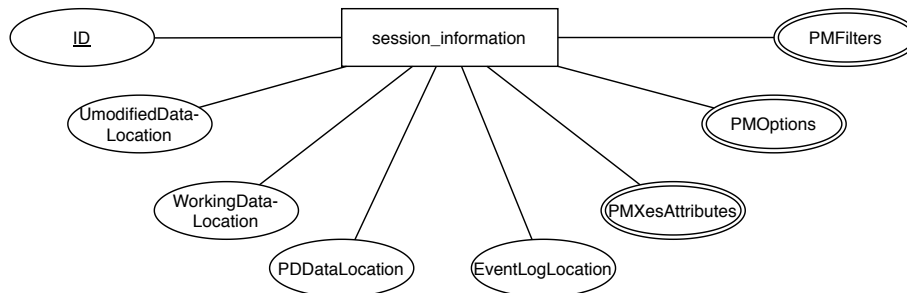 ID
session_information
PMFilters
UmodifiedData-
Location
PMOptions
WorkingData-
Location
PMXesAttributes
PDDataLocation
EventLogLocation